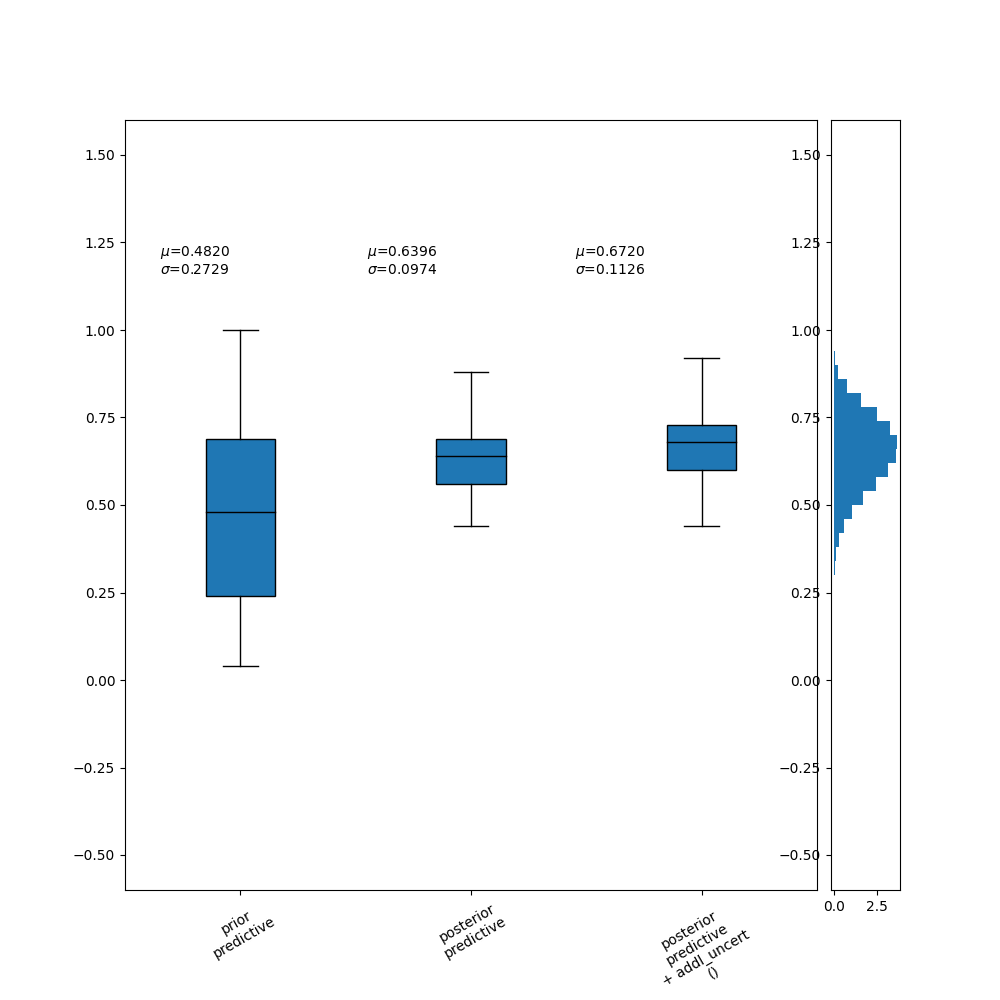 1.50
1.25
1.00
0.75
0.50
0.25
0.00
−0.25
−0.50
μ=0.4820
σ=0.2729
μ=0.6396
σ=0.0974
μ=0.6720
σ=0.1126
prior
predictive
posterior
predictive
posterior
predictive
+ addl_uncert
()
1.50
1.25
1.00
0.75
0.50
0.25
0.00
−0.25
−0.50
0.0 2.5